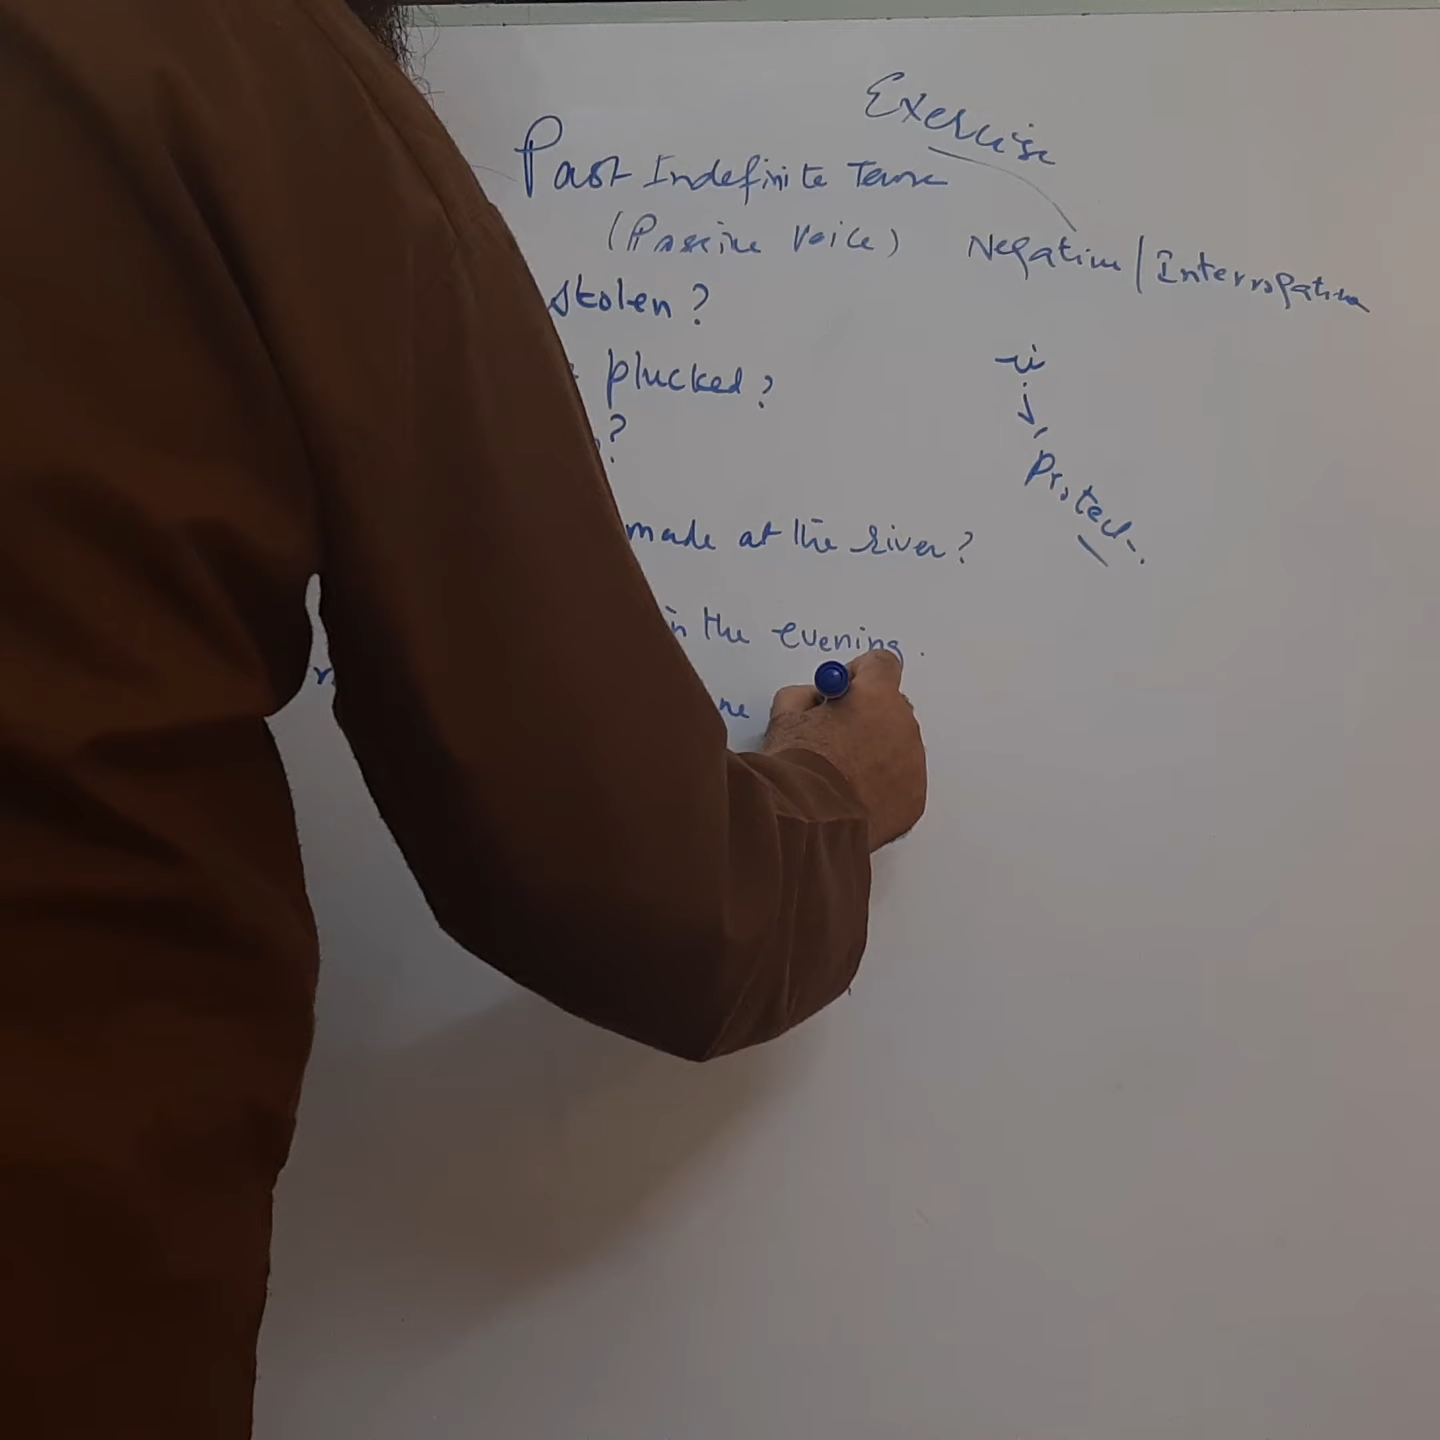 Exercise
Past Indefinite Tense
(Passive Voice) Negative/Interrogative
stolen?
plucked?
?
Protect
made at the river?
in the evening.